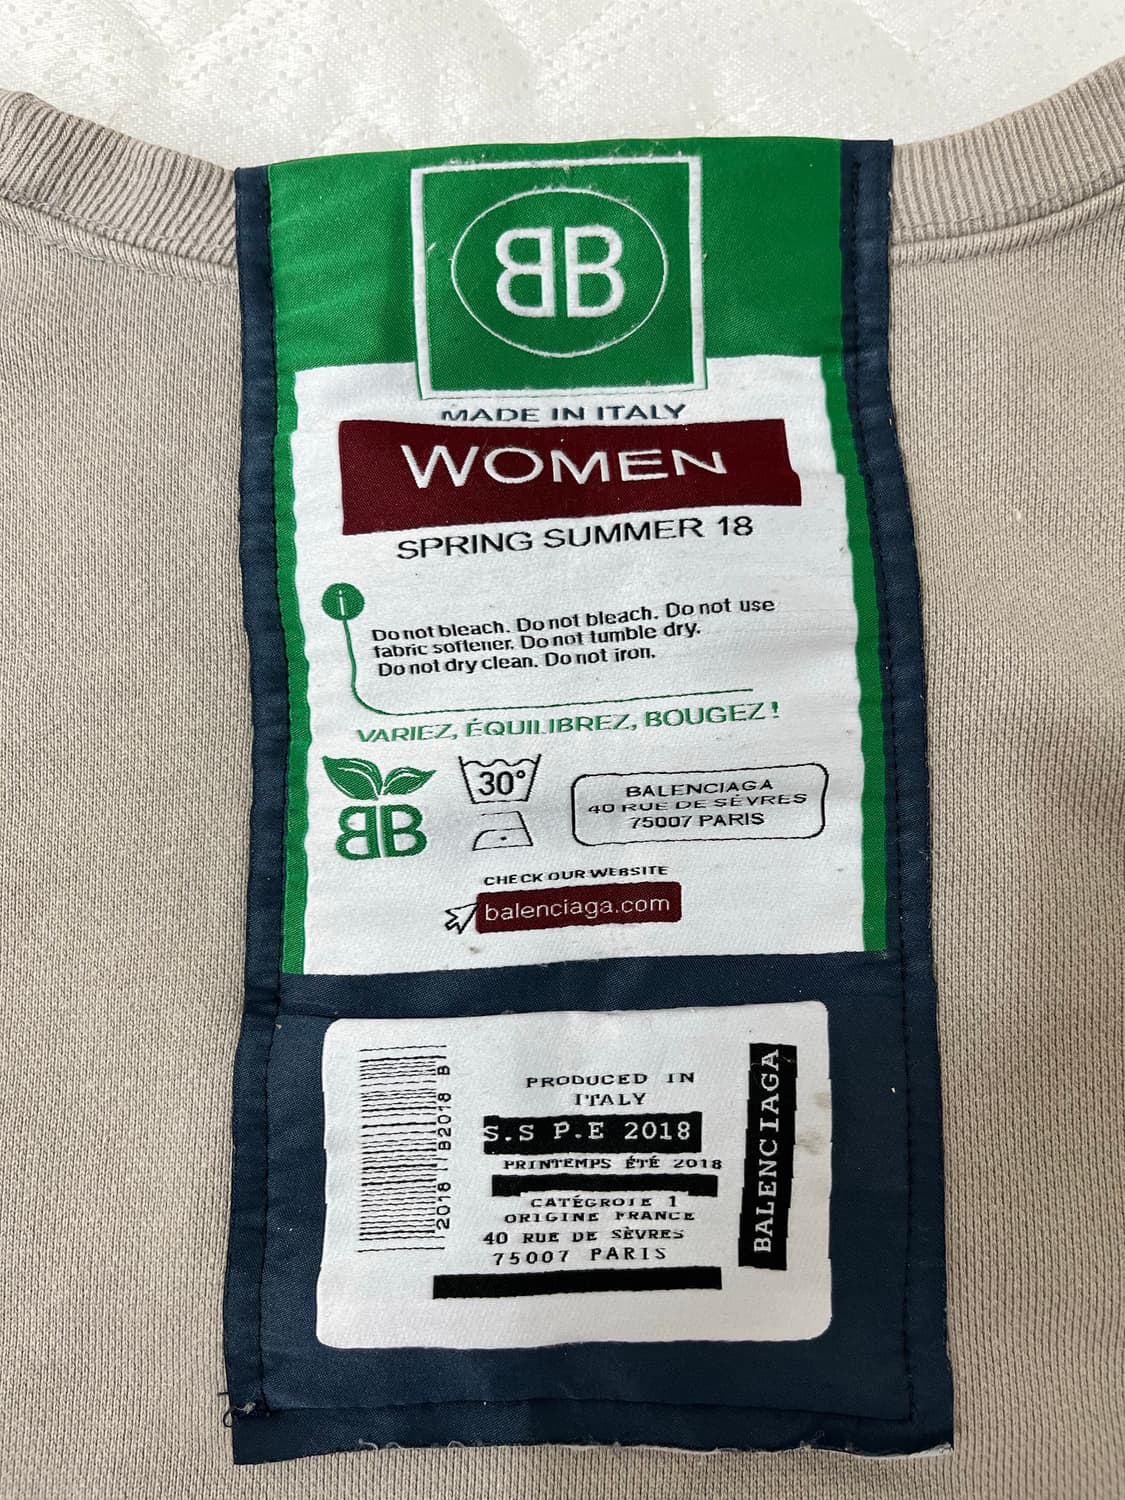 BB
MADE IN ITALY
WOMEN
SPRING SUMMER 18
i
Do not bleach. Do not bleach. Do not use
fabric softener. Do not tumble dry.
Do not dry clean. Do not iron.
VARIEZ, ÉQUILIBREZ, BOUGEZ!
BB
30°
BALENCIAGA
40 RUE DE SÈVRES
75007 PARIS
CHECK OUR WEBSITE
balenciaga.com
2018 B2018 B
PRODUCED IN
ITALY
S.S P.E 2018
PRINTEMPS ÉTÉ 2018
CATÉGROIE 1
ORIGINE FRANCE
40 RUE DE SÈVRES
75007 PARIS
BALENCIAGA